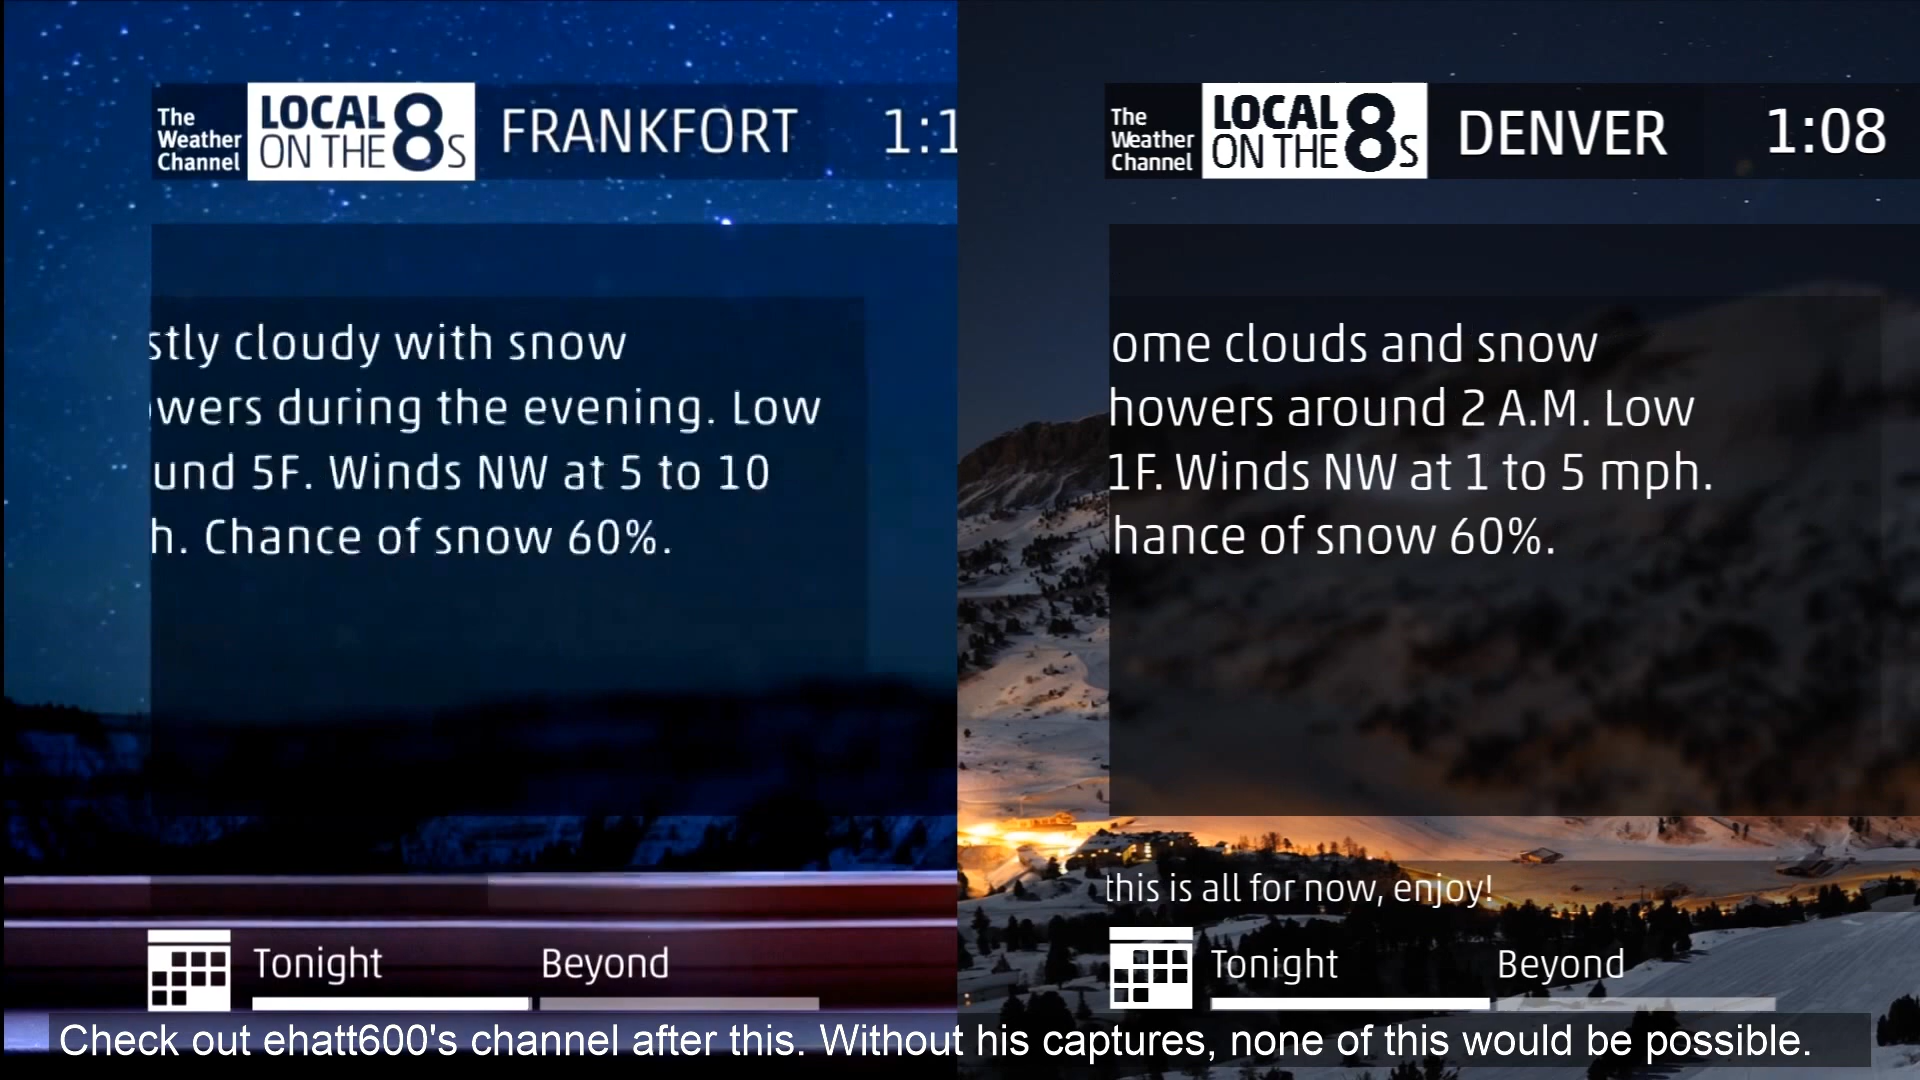 The
Weather
Channel
LOCAL
ON THE 8s
FRANKFORT
1:1
stly cloudy with snow
owers during the evening. Low
und 5F. Winds NW at 5 to 10
h. Chance of snow 60%.
Tonight
Beyond
The
Weather
Channel
LOCAL
ON THE 8s
DENVER
1:08
ome clouds and snow
howers around 2 A.M. Low
1F. Winds NW at 1 to 5 mph.
hance of snow 60%.
this is all for now, enjoy!
Tonight
Beyond
Check out ehatt600's channel after this. Without his captures, none of this would be possible.